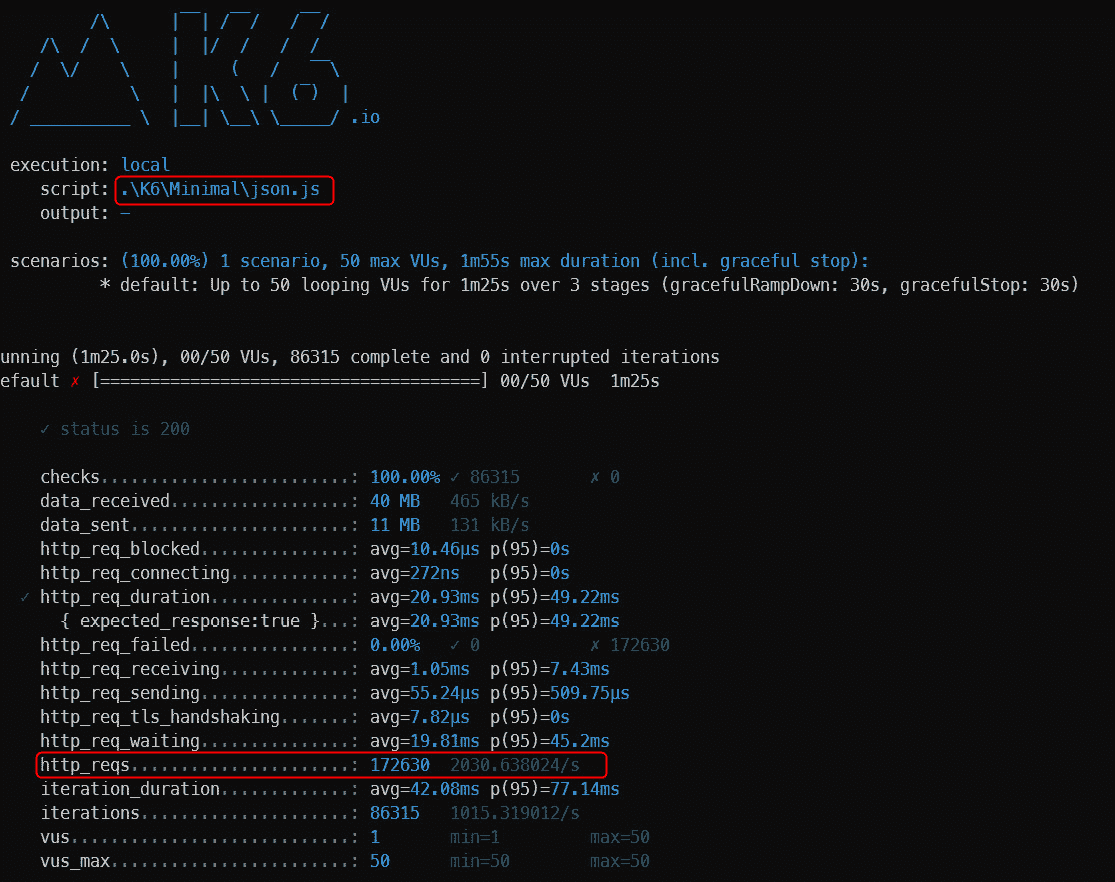 /\      |‾‾| /‾‾/   /‾‾/
/\  /  \     |  |/  /   /  /
/  \/    \    |     (   /   ‾‾\
/          \   |  |\  \ |  (‾)  |
/ __________ \  |__| \__\ \_____/ .io
execution: local
script: .\K6\Minimal\json.js
output: -
scenarios: (100.00%) 1 scenario, 50 max VUs, 1m55s max duration (incl. graceful stop):
* default: Up to 50 looping VUs for 1m25s over 3 stages (gracefulRampDown: 30s, gracefulStop: 30s)
unning (1m25.0s), 00/50 VUs, 86315 complete and 0 interrupted iterations
efault ✗ [======================================] 00/50 VUs  1m25s
✓ status is 200
checks.........................: 100.00% ✓ 86315       ✗ 0
data_received..................: 40 MB   465 kB/s
data_sent......................: 11 MB   131 kB/s
http_req_blocked...............: avg=10.46µs p(95)=0s
http_req_connecting............: avg=272ns   p(95)=0s
✓ http_req_duration..............: avg=20.93ms p(95)=49.22ms
{ expected_response:true }...: avg=20.93ms p(95)=49.22ms
http_req_failed................: 0.00%   ✓ 0           ✗ 172630
http_req_receiving.............: avg=1.05ms  p(95)=7.43ms
http_req_sending...............: avg=55.24µs p(95)=509.75µs
http_req_tls_handshaking.......: avg=7.82µs  p(95)=0s
http_req_waiting...............: avg=19.81ms p(95)=45.2ms
http_reqs......................: 172630  2030.638024/s
iteration_duration.............: avg=42.08ms p(95)=77.14ms
iterations.....................: 86315   1015.319012/s
vus............................: 1       min=1         max=50
vus_max........................: 50      min=50        max=50